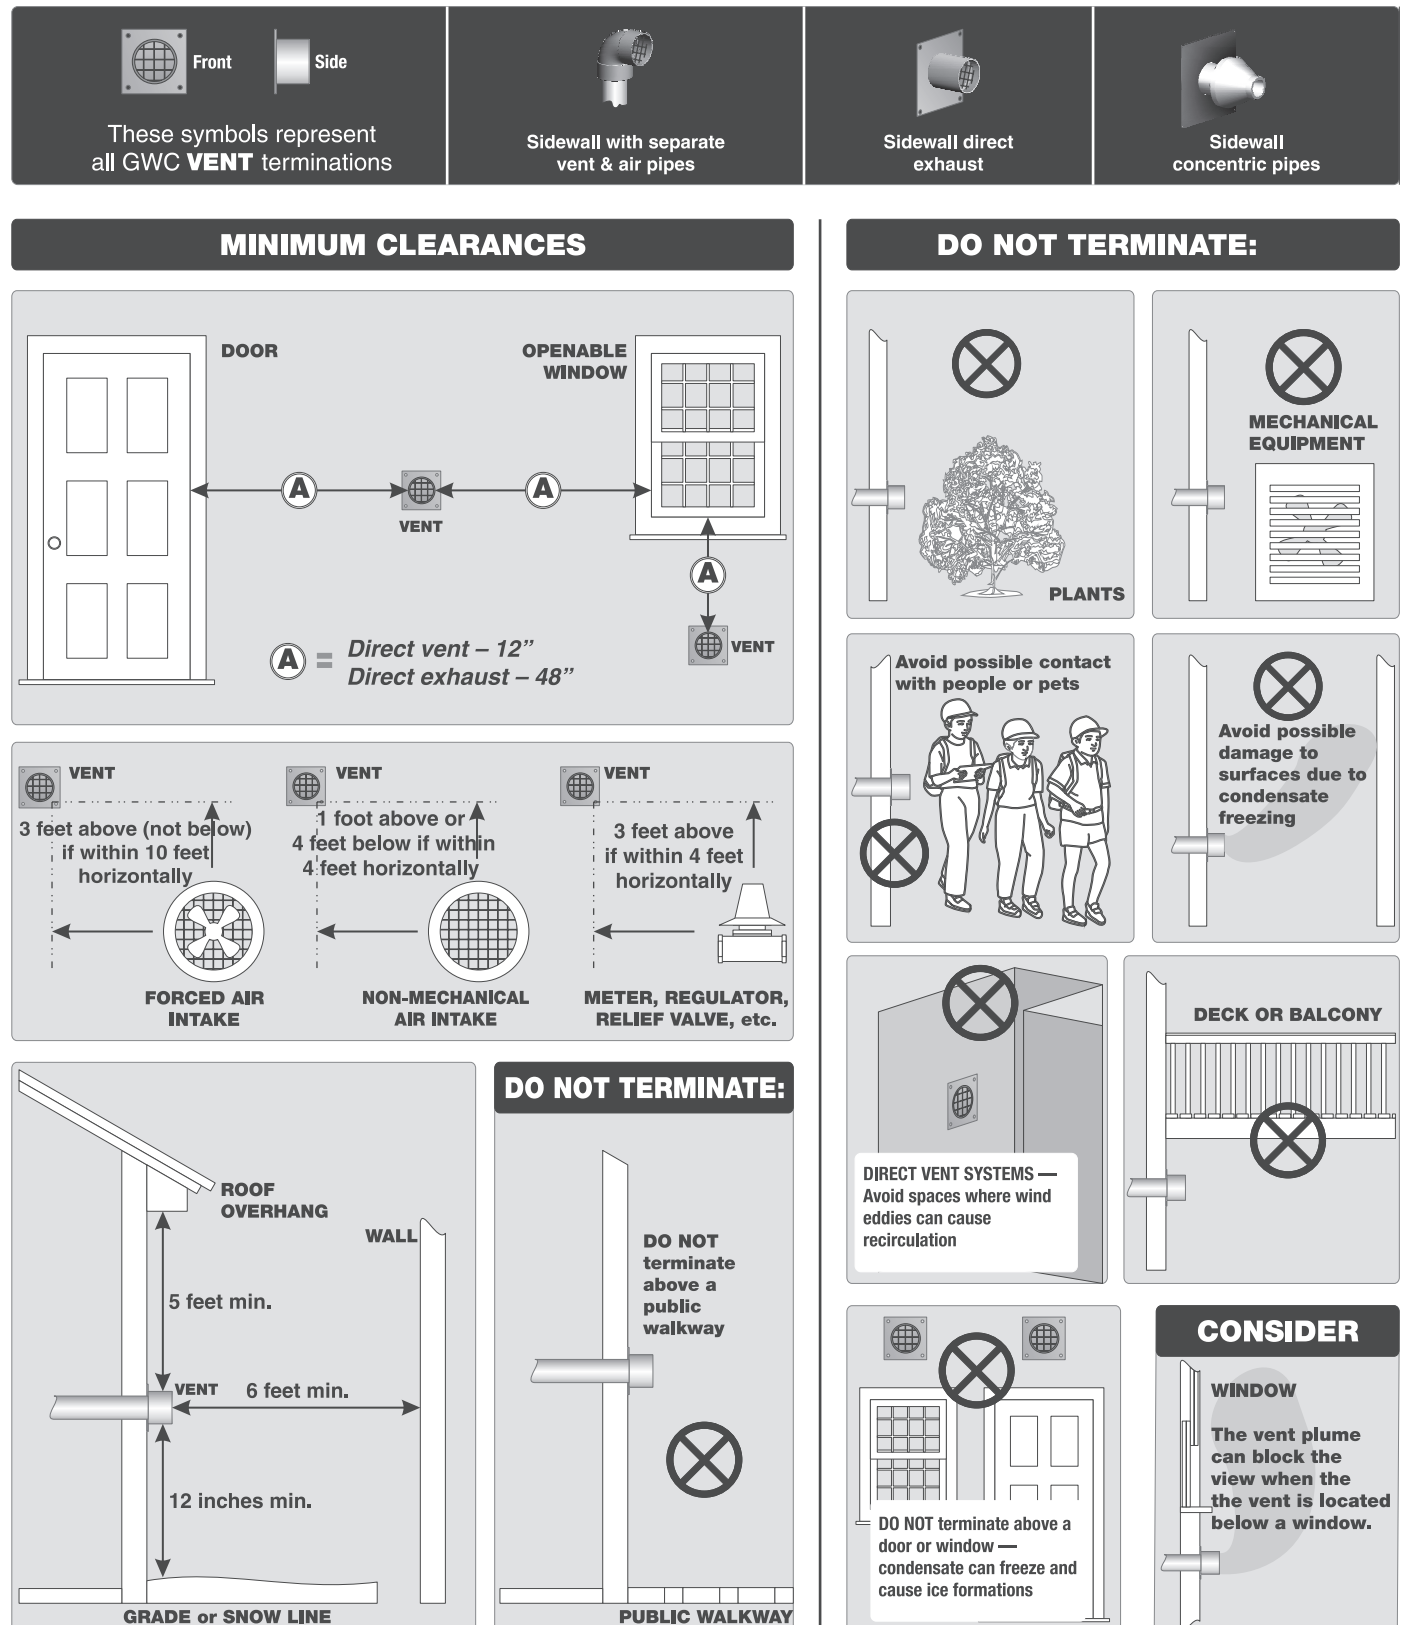 Front
Side
These symbols represent
all GWC VENT terminations
Sidewall with separate
vent & air pipes
Sidewall direct
exhaust
Sidewall
concentric pipes
MINIMUM CLEARANCES
DOOR
OPENABLE
WINDOW
A
A
VENT
A
VENT
A = Direct vent – 12”
Direct exhaust – 48”
VENT
3 feet above (not below)
if within 10 feet
horizontally
FORCED AIR
INTAKE
VENT
1 foot above or
4 feet below if within
4 feet horizontally
NON-MECHANICAL
AIR INTAKE
VENT
3 feet above
if within 4 feet
horizontally
METER, REGULATOR,
RELIEF VALVE, etc.
ROOF
OVERHANG
WALL
5 feet min.
VENT
6 feet min.
12 inches min.
GRADE or SNOW LINE
DO NOT TERMINATE:
DO NOT
terminate
above a
public
walkway
PUBLIC WALKWAY
DO NOT TERMINATE:
PLANTS
MECHANICAL
EQUIPMENT
Avoid possible contact
with people or pets
Avoid possible
damage to
surfaces due to
condensate
freezing
DIRECT VENT SYSTEMS —
Avoid spaces where wind
eddies can cause
recirculation
DECK OR BALCONY
DO NOT terminate above a
door or window —
condensate can freeze and
cause ice formations
CONSIDER
WINDOW
The vent plume
can block the
view when the
the vent is located
below a window.